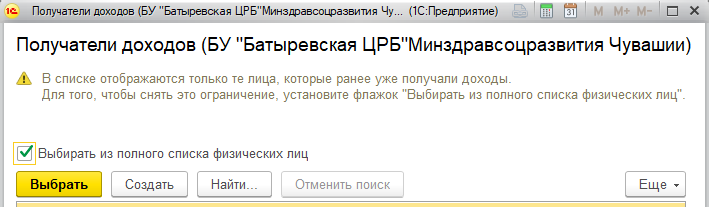 1С Получатели доходов (БУ "Батыревская ЦРБ"Минздравсоцразвития Чу... (1С:Предприятие) 31 M M+ M-
Получатели доходов (БУ "Батыревская ЦРБ"Минздравсоцразвития Чувашии)
В списке отображаются только те лица, которые ранее уже получали доходы.
Для того, чтобы снять это ограничение, установите флажок "Выбирать из полного списка физических лиц".
Выбирать из полного списка физических лиц
Выбрать Создать Найти... Отменить поиск Еще